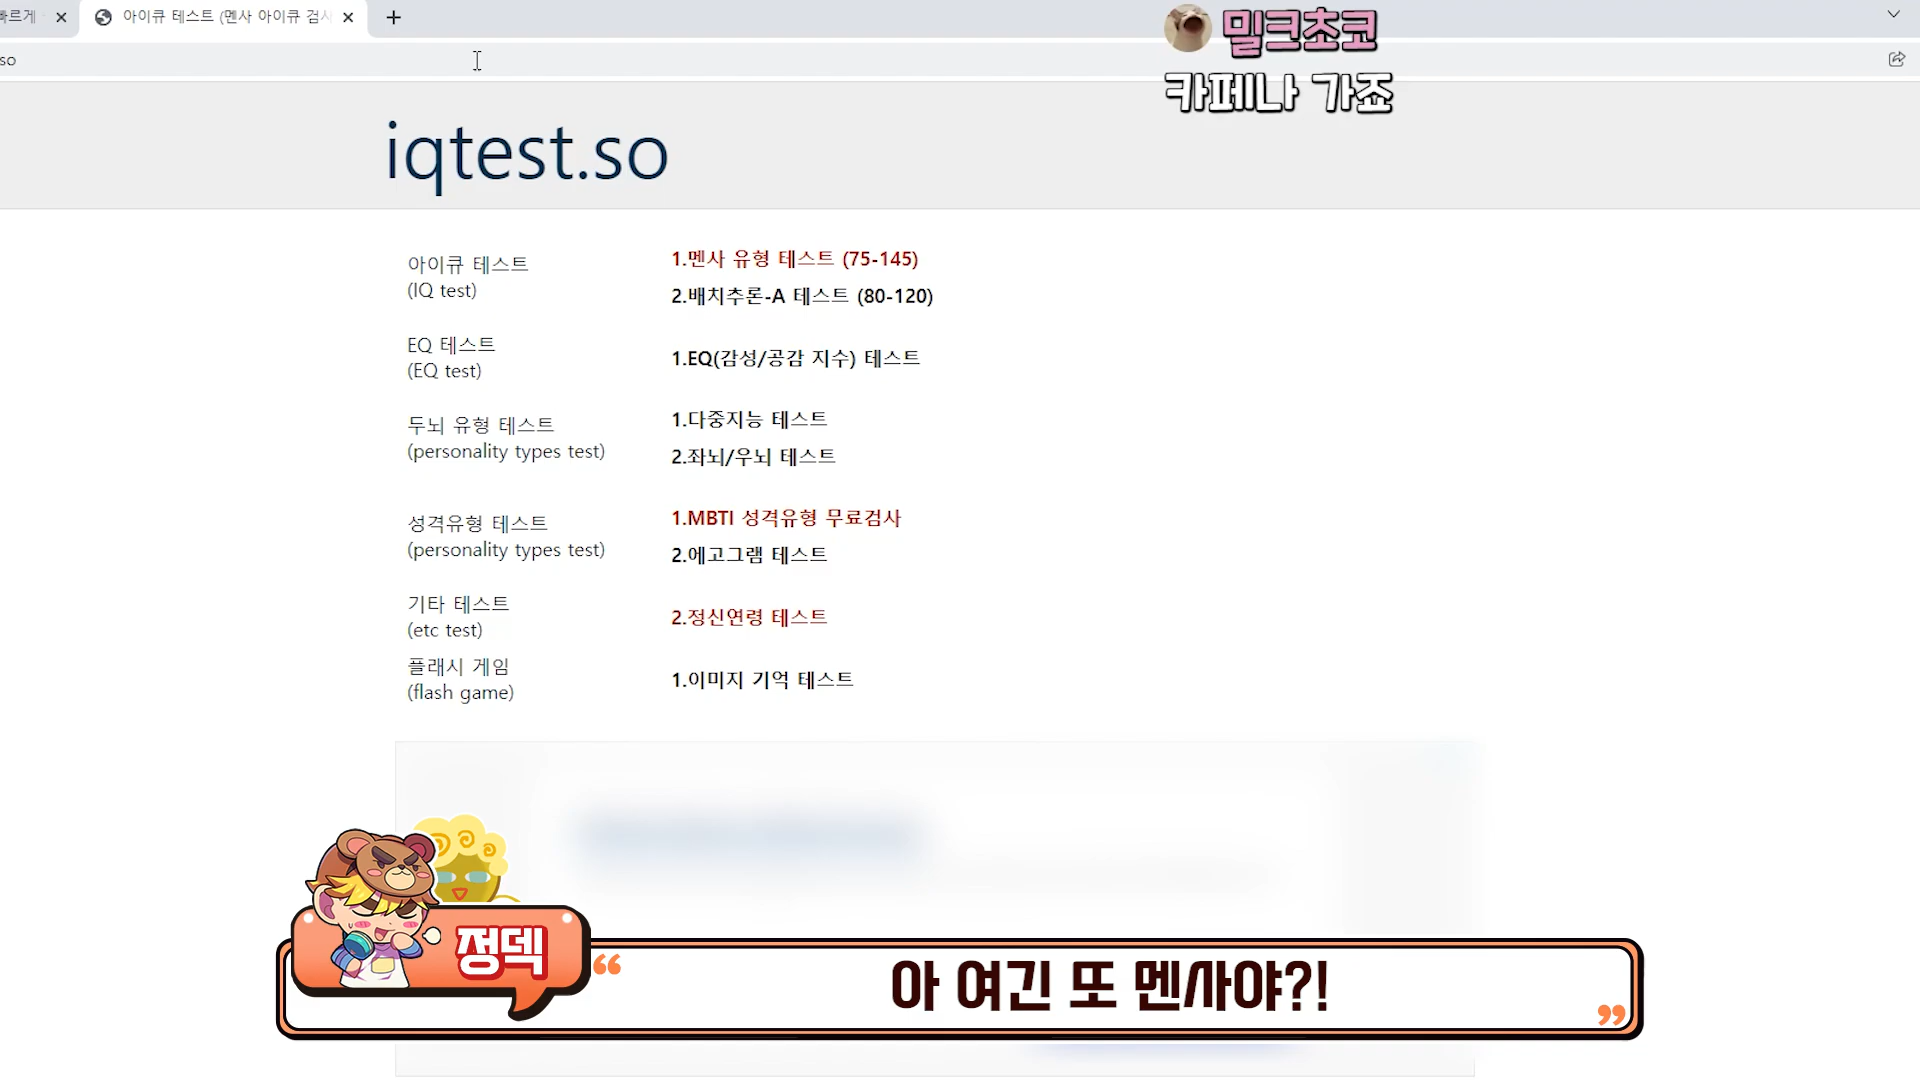 빠르게
아이큐 테스트 (멘사 아이큐 검사
so
밀크초코
카페나 가죠
iqtest.so
아이큐 테스트
(IQ test)
1.멘사 유형 테스트 (75-145)
2.배치추론-A 테스트 (80-120)
EQ 테스트
(EQ test)
1.EQ(감성/공감 지수) 테스트
두뇌 유형 테스트
(personality types test)
1.다중지능 테스트
2.좌뇌/우뇌 테스트
성격유형 테스트
(personality types test)
1.MBTI 성격유형 무료검사
2.에고그램 테스트
기타 테스트
(etc test)
2.정신연령 테스트
플래시 게임
(flash game)
1.이미지 기억 테스트
정덱
“ 아 여긴 또 멘사야?! ”